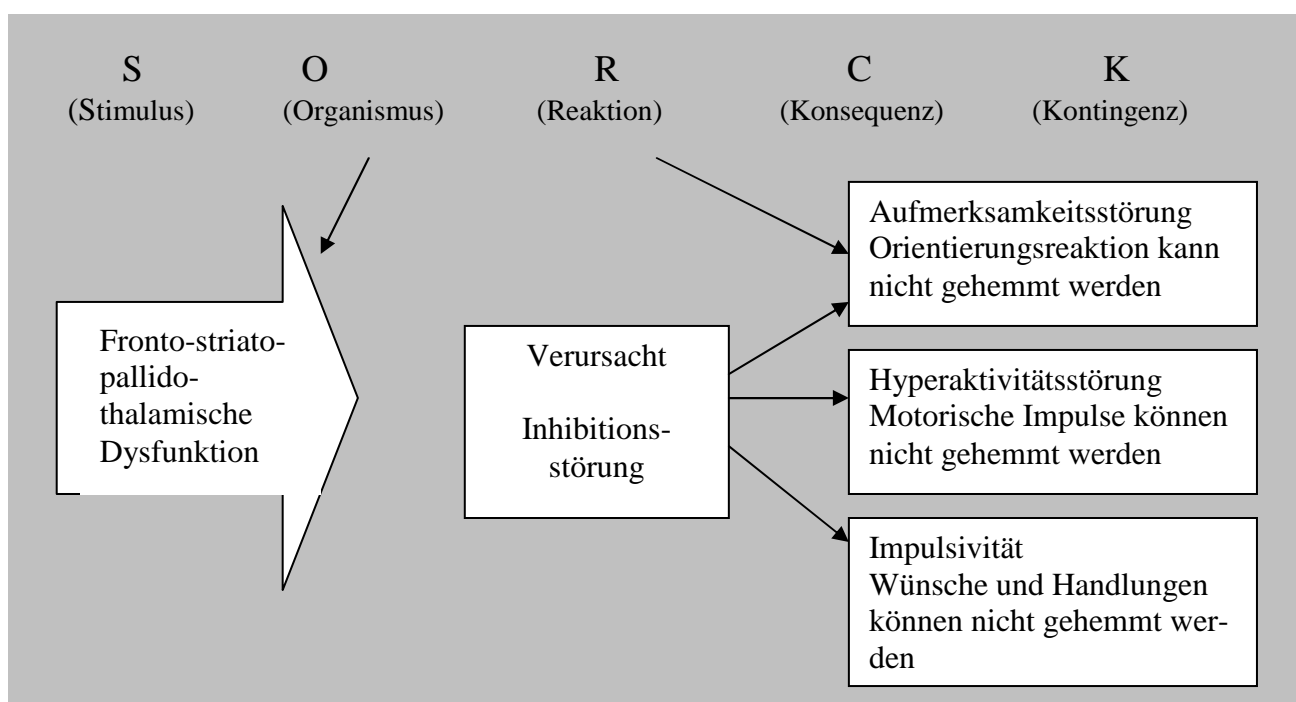 S O R C K
(Stimulus) (Organismus) (Reaktion) (Konsequenz) (Kontingenz)
Fronto-striato-
pallido-
thalamische
Dysfunktion
Verursacht
Inhibitions-
störung
Aufmerksamkeitsstörung
Orientierungsreaktion kann
nicht gehemmt werden
Hyperaktivitätsstörung
Motorische Impulse können
nicht gehemmt werden
Impulsivität
Wünsche und Handlungen
können nicht gehemmt wer-
den